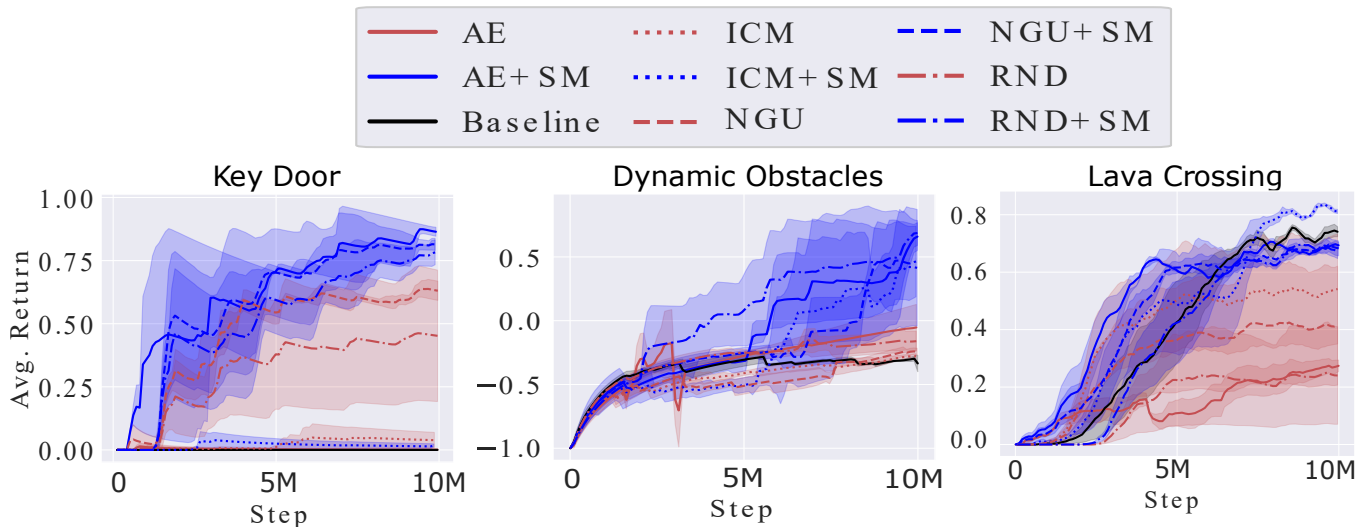 AE ICM NGU+ SM
AE+ SM ICM+ SM RND
Baseline NGU RND+ SM
Key Door Dynamic Obstacles Lava Crossing
Avg. Return
1.00
0.75
0.50
0.25
0.00
0 5M 10M
Step
0.5
0.0
−0.5
−1.0
0 5M 10M
Step
0.8
0.6
0.4
0.2
0.0
0 5M 10M
Step